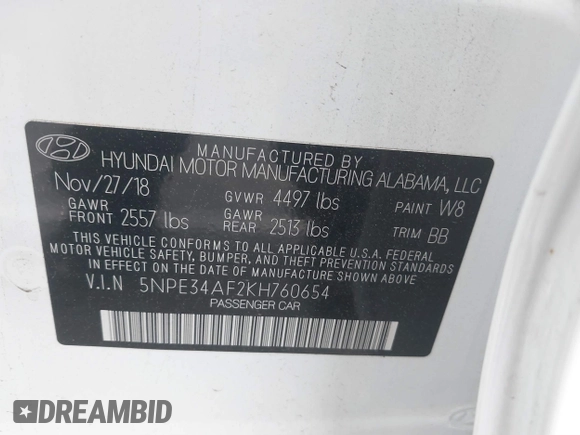 MANUFACTURED BY
HYUNDAI MOTOR MANUFACTURING ALABAMA, LLC
Nov/27/18 GVWR 4497 lbs PAINT W8
GAWR FRONT 2557 lbs GAWR REAR 2513 lbs TRIM BB
THIS VEHICLE CONFORMS TO ALL APPLICABLE U.S.A. FEDERAL
MOTOR VEHICLE SAFETY, BUMPER, AND THEFT PREVENTION
STANDARDS IN EFFECT ON THE DATE OF MANUFACTURE SHOWN ABOVE.
V.I.N 5NPE34AF2KH760654
PASSENGER CAR
DREAMBID